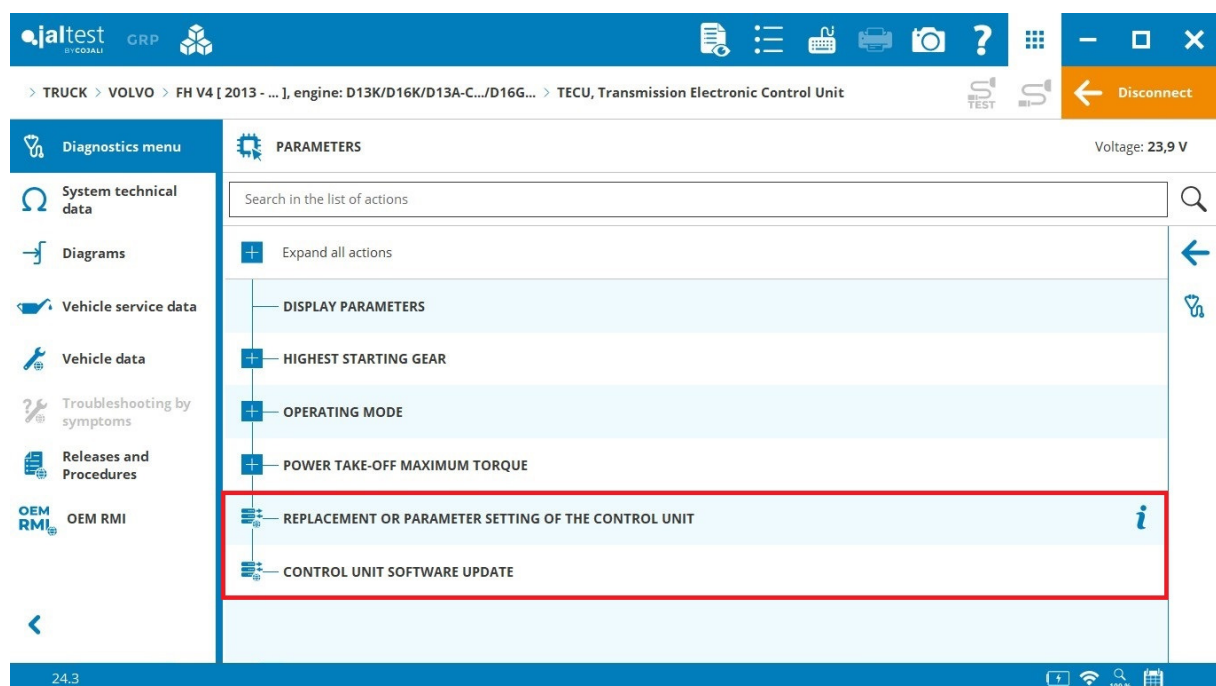 jaltest
BY COJALI
GRP
?
> TRUCK > VOLVO > FH V4 [ 2013 - ... ], engine: D13K/D16K/D13A-C.../D16G... > TECU, Transmission Electronic Control Unit
TEST
Disconnect
Diagnostics menu
PARAMETERS
Voltage: 23,9 V
System technical
data
Search in the list of actions
Diagrams
Expand all actions
Vehicle service data
DISPLAY PARAMETERS
Vehicle data
HIGHEST STARTING GEAR
Troubleshooting by
symptoms
OPERATING MODE
Releases and
Procedures
POWER TAKE-OFF MAXIMUM TORQUE
OEM
RMI
OEM RMI
REPLACEMENT OR PARAMETER SETTING OF THE CONTROL UNIT
i
CONTROL UNIT SOFTWARE UPDATE
24.3
100 %